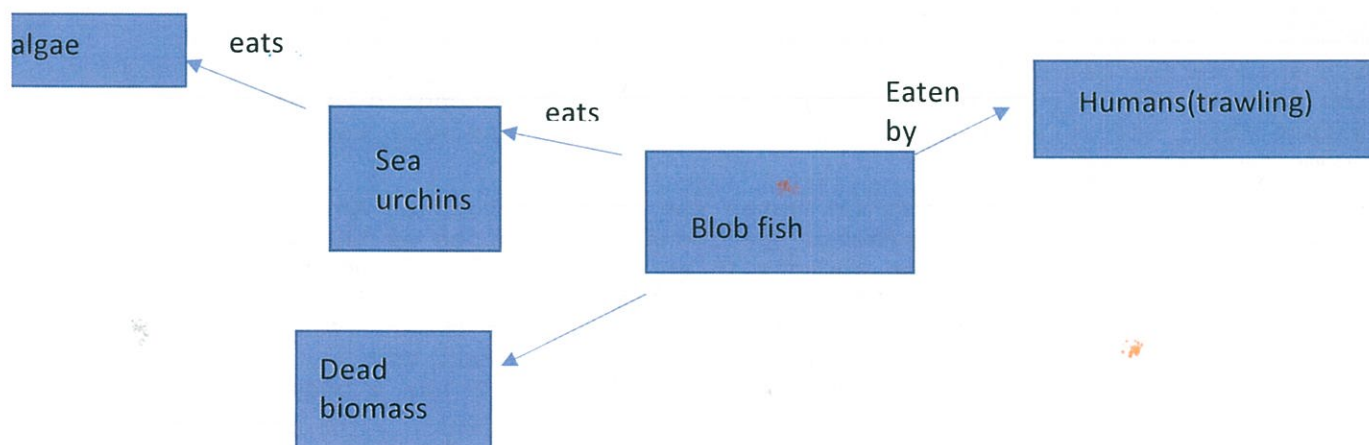 algae
eats
Eaten
by
Humans(trawling)
eats
Sea
urchins
Blob fish
Dead
biomass